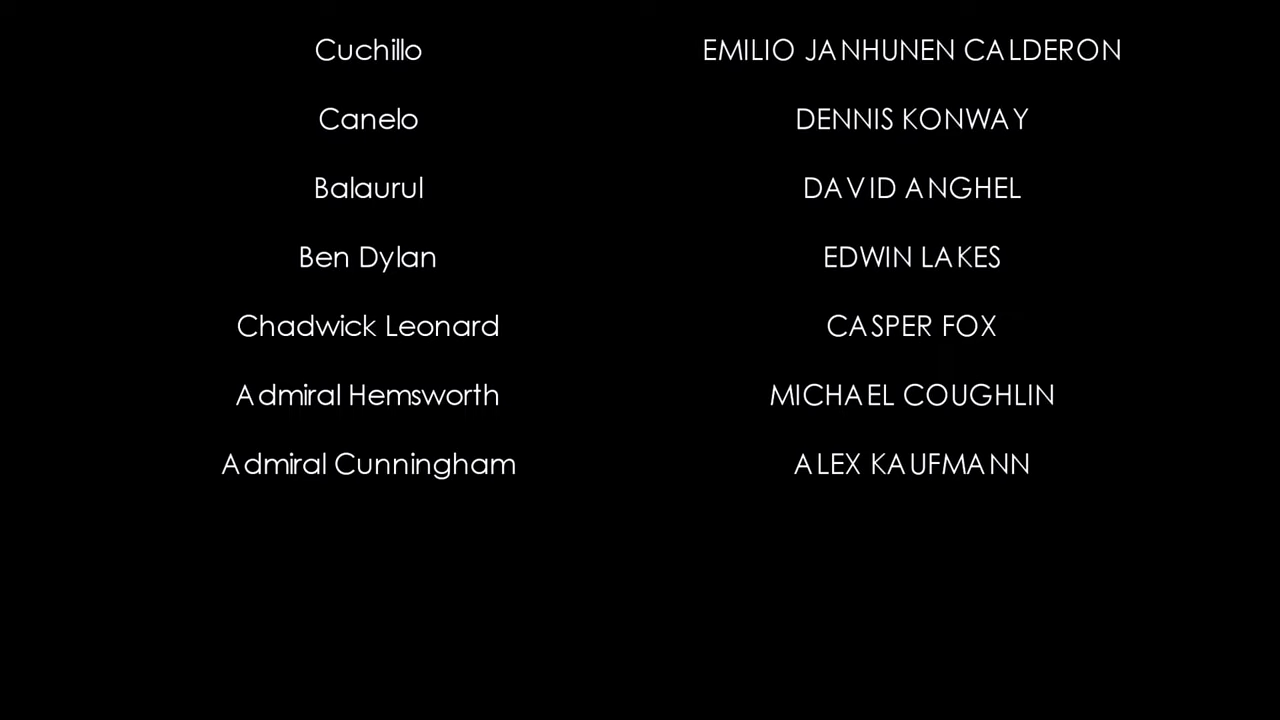 Cuchillo EMILIO JANHUNEN CALDERON
Canelo DENNIS KONWAY
Balaurul DAVID ANGHEL
Ben Dylan EDWIN LAKES
Chadwick Leonard CASPER FOX
Admiral Hemsworth MICHAEL COUGHLIN
Admiral Cunningham ALEX KAUFMANN